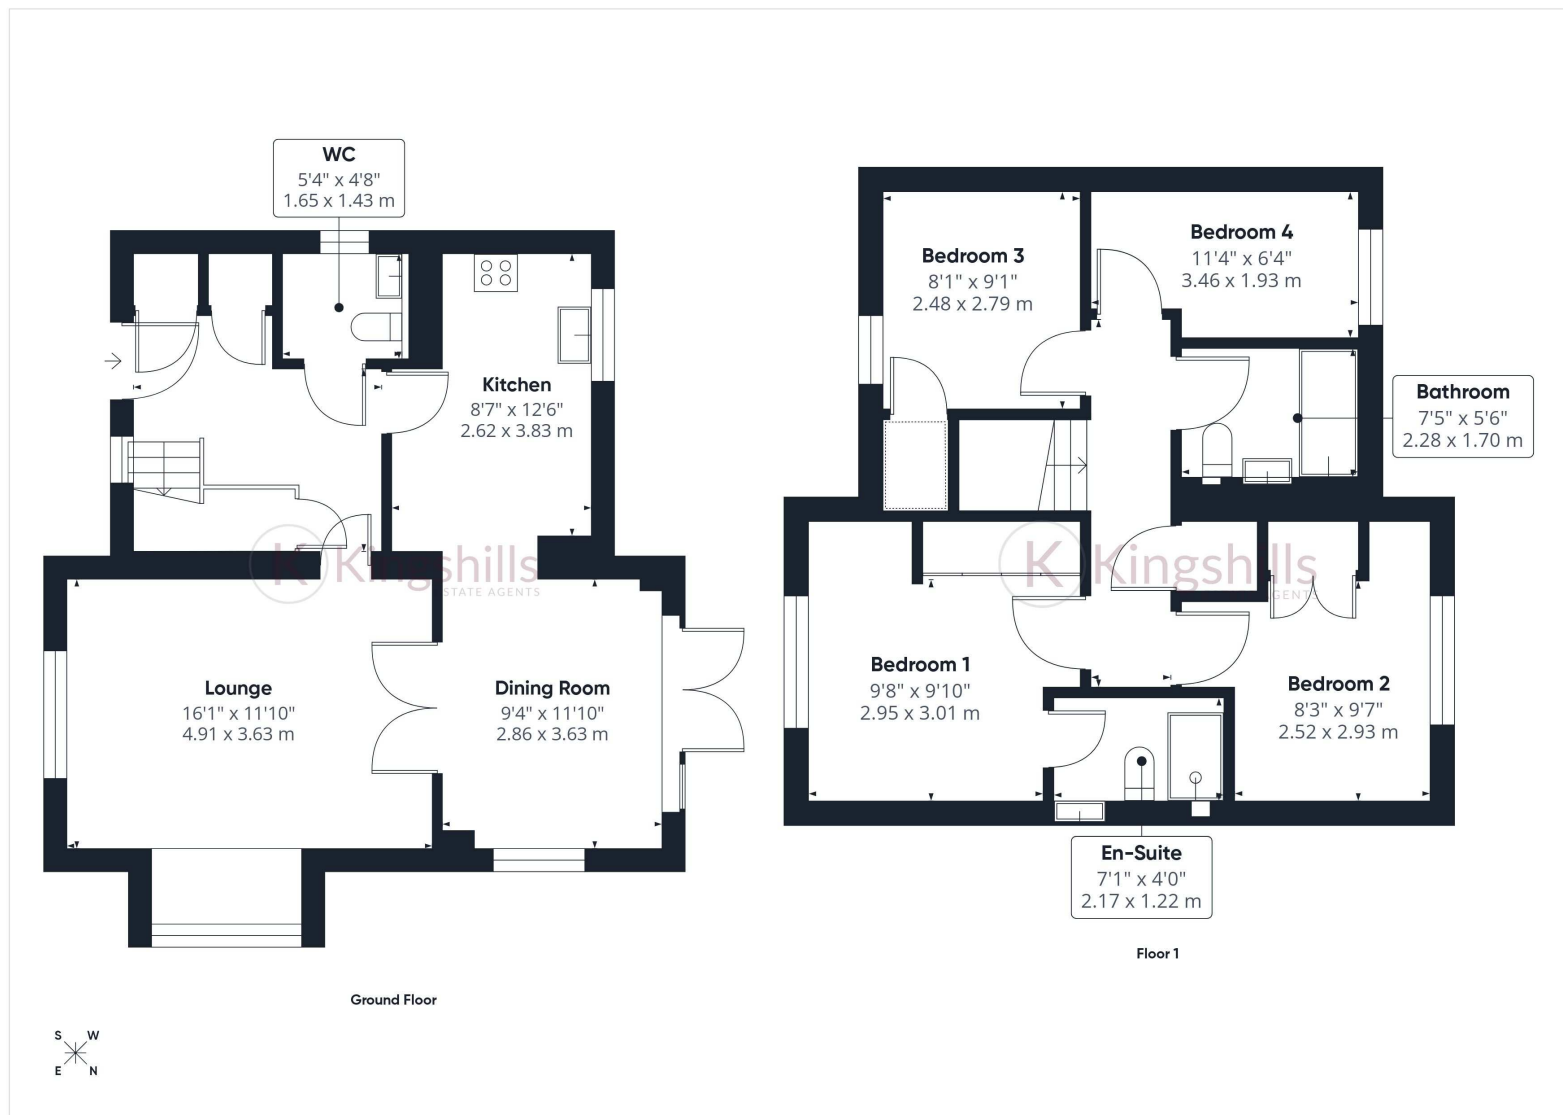 WC
5'4" x 4'8"
1.65 x 1.43 m
Kitchen
8'7" x 12'6"
2.62 x 3.83 m
Lounge
16'1" x 11'10"
4.91 x 3.63 m
Dining Room
9'4" x 11'10"
2.86 x 3.63 m
K Kingshills
ESTATE AGENTS
Ground Floor
Bedroom 3
8'1" x 9'1"
2.48 x 2.79 m
Bedroom 4
11'4" x 6'4"
3.46 x 1.93 m
Bathroom
7'5" x 5'6"
2.28 x 1.70 m
K Kingshills
AGENTS
Bedroom 1
9'8" x 9'10"
2.95 x 3.01 m
Bedroom 2
8'3" x 9'7"
2.52 x 2.93 m
En-Suite
7'1" x 4'0"
2.17 x 1.22 m
Floor 1
S W
E N